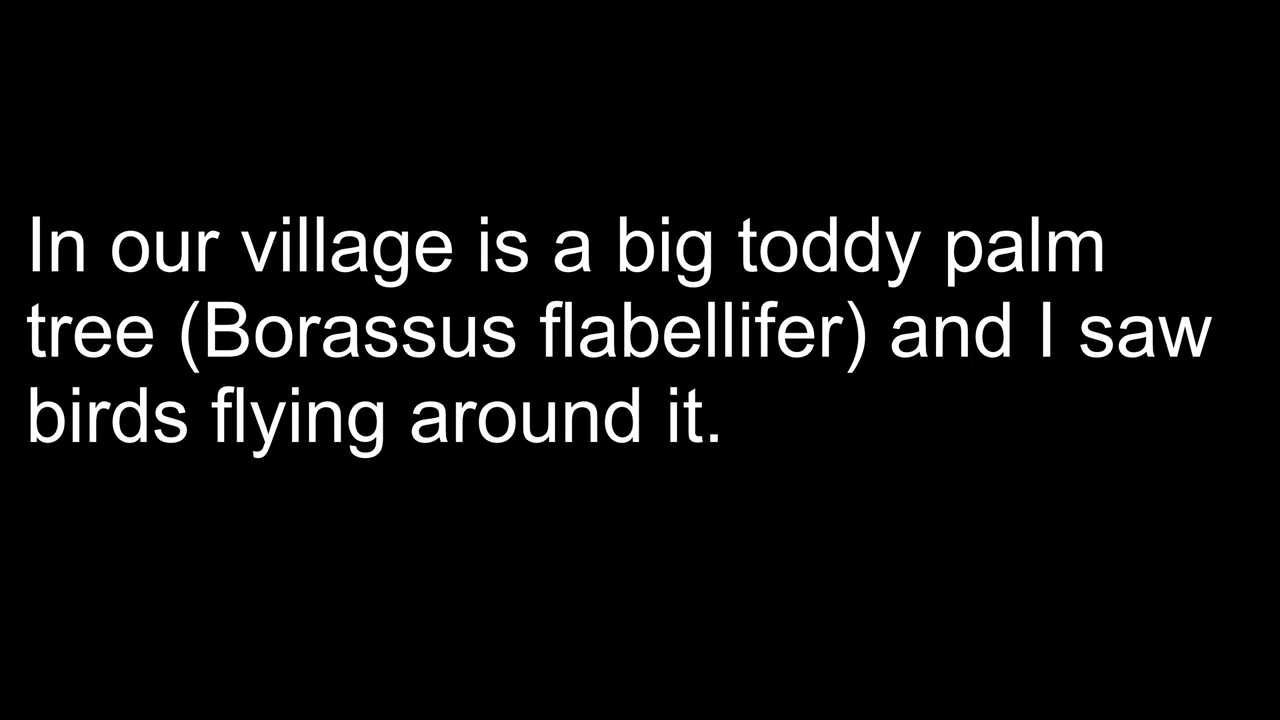 In our village is a big toddy palm
tree (Borassus flabellifer) and I saw
birds flying around it.